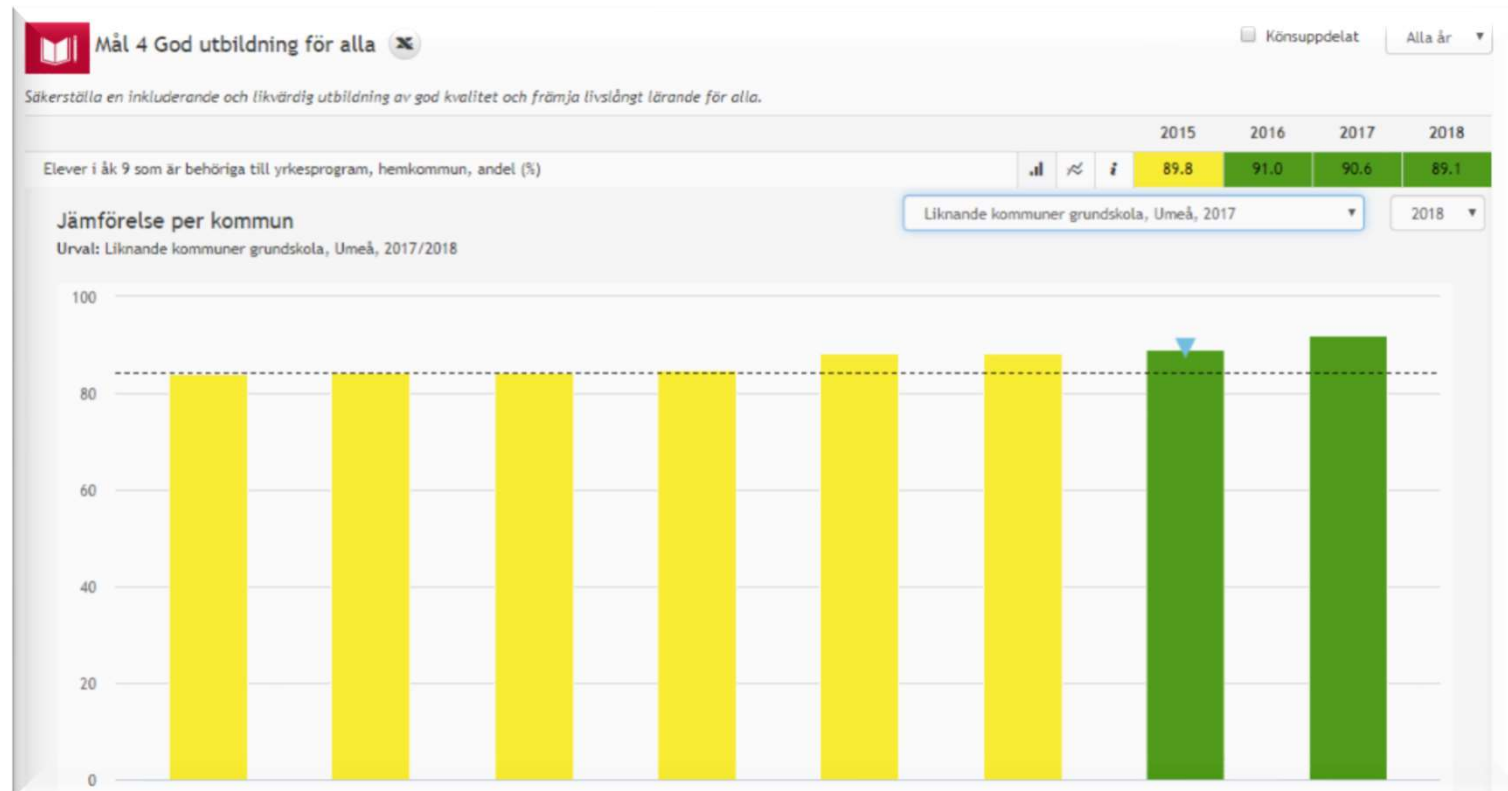 Mål 4 God utbildning för alla
Könsuppdelat
Alla år
Säkerställa en inkluderande och likvärdig utbildning av god kvalitet och främja livslångt lärande för alla.
2015 2016 2017 2018
Elever i åk 9 som är behöriga till yrkesprogram, hemkommun, andel (%) i 89.8 91.0 90.6 89.1
Jämförelse per kommun
Liknande kommuner grundskola, Umeå, 2017
2018
Urval: Liknande kommuner grundskola, Umeå, 2017/2018
100
80
60
40
20
0